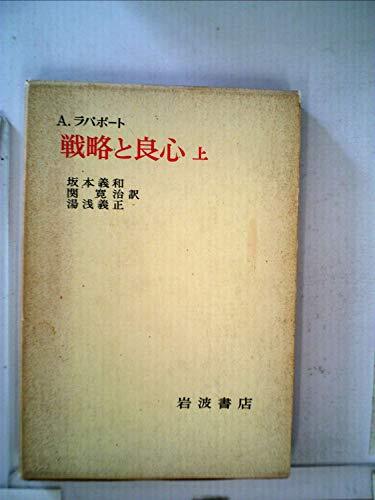 A.ラパポート
戦略と良心 上
坂本義和
関寛治訳
湯浅義正
岩波書店